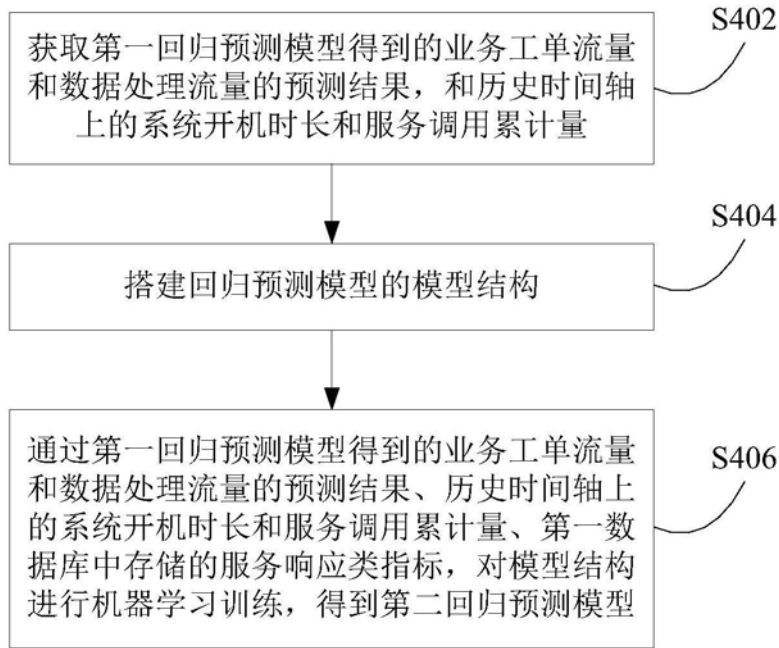 S402
获取第一回归预测模型得到的业务工单流量
和数据处理流量的预测结果，和历史时间轴
上的系统开机时长和服务调用累计量
S404
搭建回归预测模型的模型结构
S406
通过第一回归预测模型得到的业务工单流量
和数据处理流量的预测结果、历史时间轴上
的系统开机时长和服务调用累计量、第一数
据库中存储的服务响应类指标，对模型结构
进行机器学习训练，得到第二回归预测模型